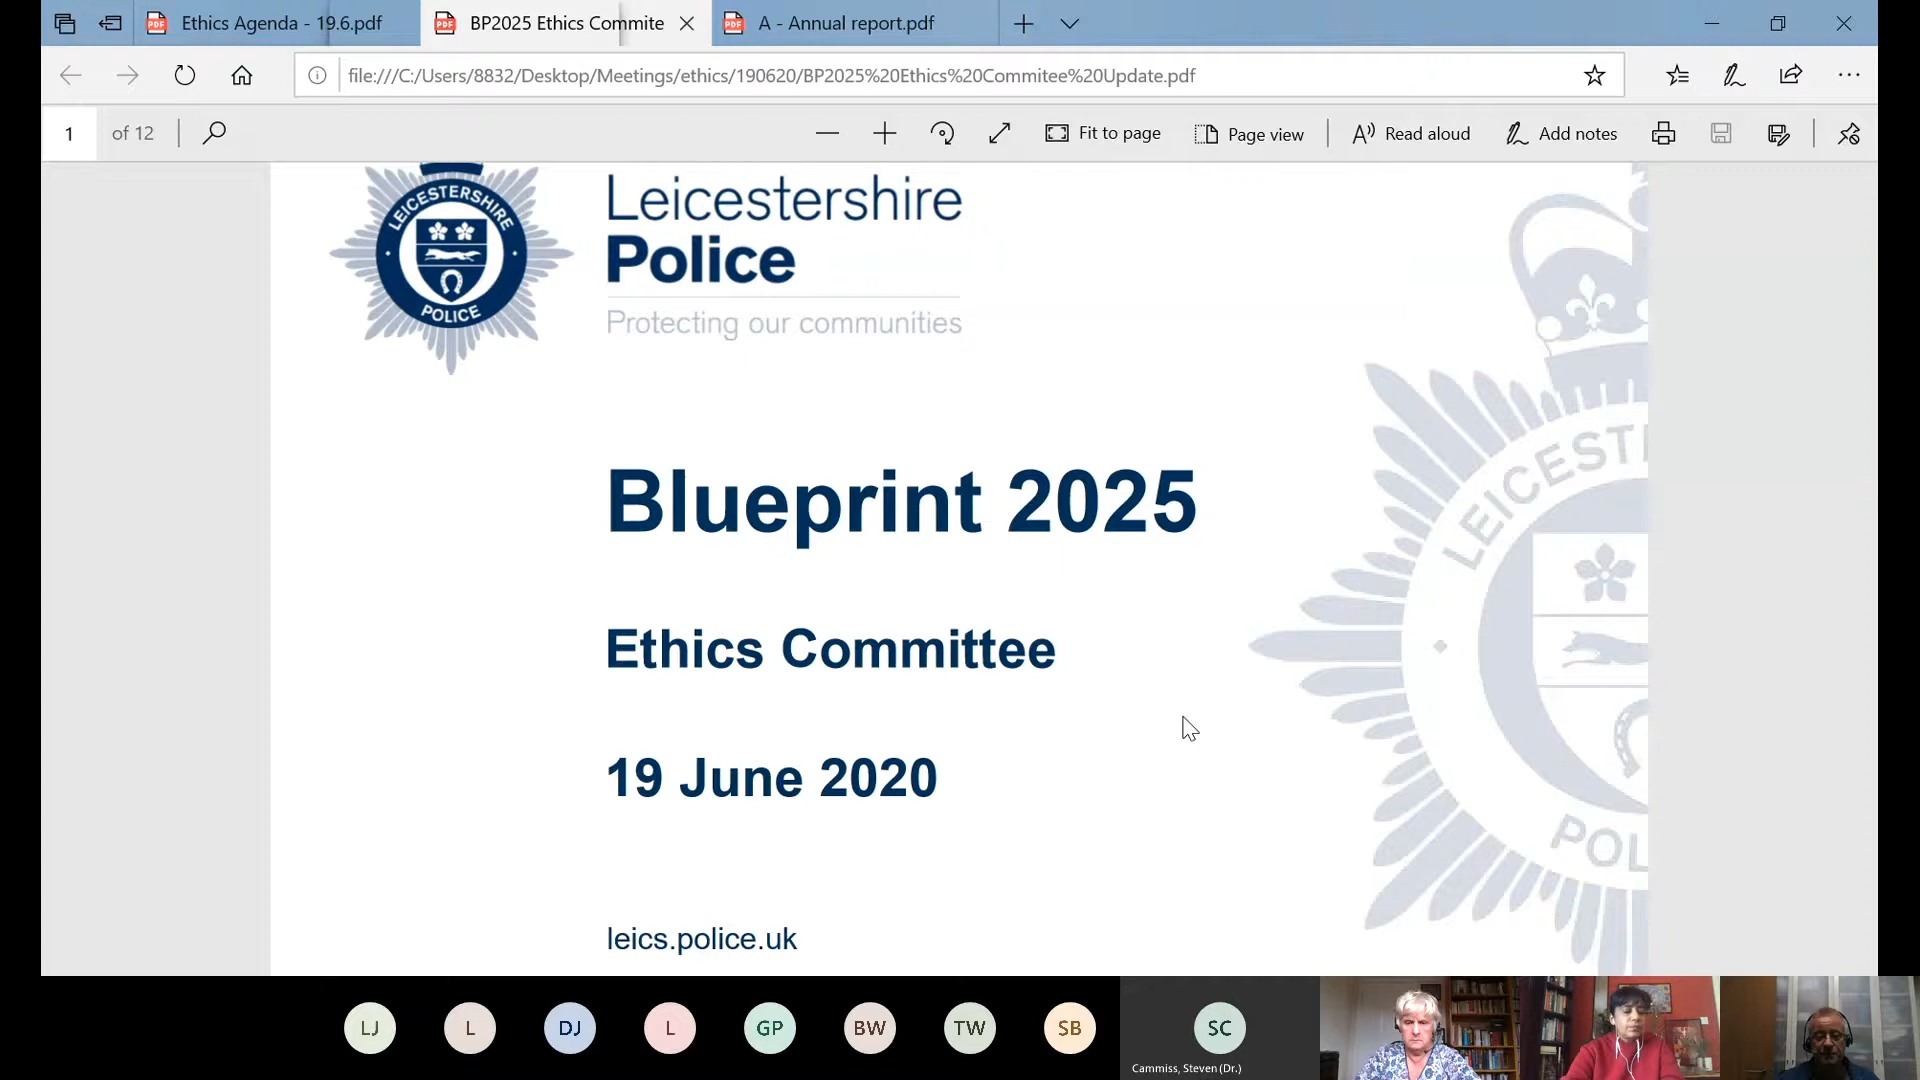 Ethics Agenda - 19.6.pdf
BP2025 Ethics Commite
A - Annual report.pdf
file:///C:/Users/8832/Desktop/Meetings/ethics/190620/BP2025%20Ethics%20Commitee%20Update.pdf
1 of 12
Fit to page
Page view
Read aloud
Add notes
LEICESTERSHIRE
POLICE
Leicestershire
Police
Protecting our communities
LEICEST
POL
Blueprint 2025
Ethics Committee
19 June 2020
leics.police.uk
LJ
L
DJ
L
GP
BW
TW
SB
SC
Cammiss, Steven (Dr.)